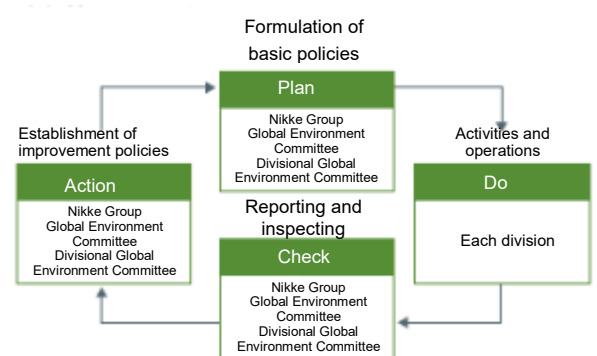 Formulation of
basic policies
Plan
Nikke Group
Global Environment
Committee
Divisional Global
Environment Committee
Activities and
operations
Do
Each division
Reporting and
inspecting
Check
Nikke Group
Global Environment
Committee
Divisional Global
Environment Committee
Establishment of
improvement policies
Action
Nikke Group
Global Environment
Committee
Divisional Global
Environment Committee